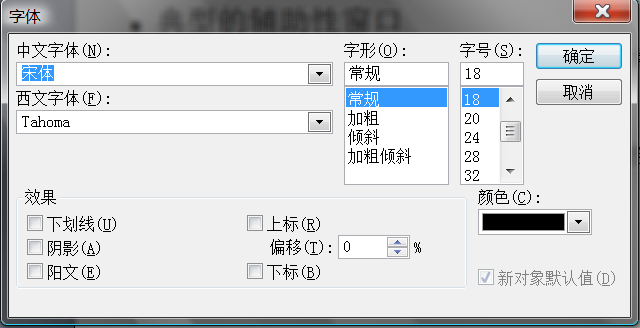 字体
典型的辅助性窗口
中文字体(N):
宋体
西文字体(F):
Tahoma
字形(O):
常规
常规
加粗
倾斜
加粗倾斜
字号(S):
18
18
20
24
28
32
确定
取消
效果
下划线(U)
阴影(A)
阳文(E)
上标(R)
偏移(T): 0 %
下标(B)
颜色(C):
新对象默认值(D)